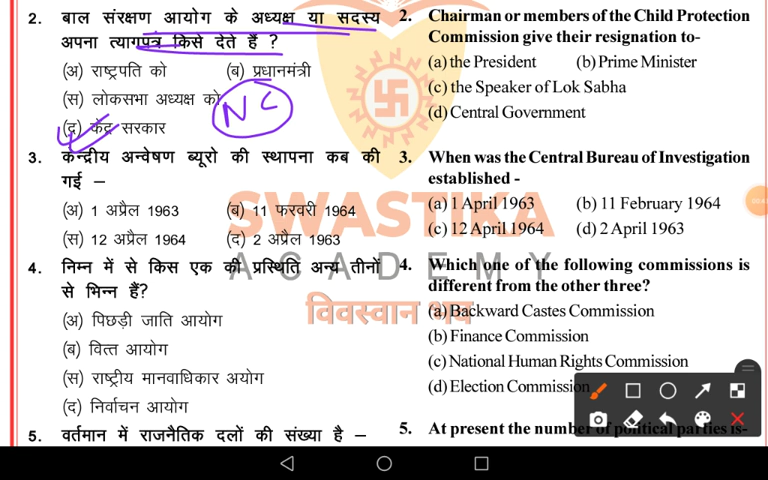 2. बाल संरक्षण आयोग के अध्यक्ष या सदस्य
अपना त्यागपत्र किसे देते हैं ?
(अ) राष्ट्रपति को (ब) प्रधानमंत्री
(स) लोकसभा अध्यक्ष को
(द) केंद्र सरकार
NC
3. केन्द्रीय अन्वेषण ब्यूरो की स्थापना कब की
गई –
(अ) 1 अप्रैल 1963 (ब) 11 फरवरी 1964
(स) 12 अप्रैल 1964 (द) 2 अप्रैल 1963
4. निम्न में से किस एक की प्रस्थिति अन्य तीनों
से भिन्न हैं?
(अ) पिछड़ी जाति आयोग
(ब) वित्त आयोग
(स) राष्ट्रीय मानवाधिकार अयोग
(द) निर्वाचन आयोग
5. वर्तमान में राजनैतिक दलों की संख्या है –
2. Chairman or members of the Child Protection
Commission give their resignation to-
(a) the President (b) Prime Minister
(c) the Speaker of Lok Sabha
(d) Central Government
3. When was the Central Bureau of Investigation
established -
(a) 1 April 1963 (b) 11 February 1964
(c) 12 April 1964 (d) 2 April 1963
4. Which one of the following commissions is
different from the other three?
(a) Backward Castes Commission
(b) Finance Commission
(c) National Human Rights Commission
(d) Election Commission
5. At present the number of political parties is-
SWASTIKA
ACADEMY
विवस्वान भव